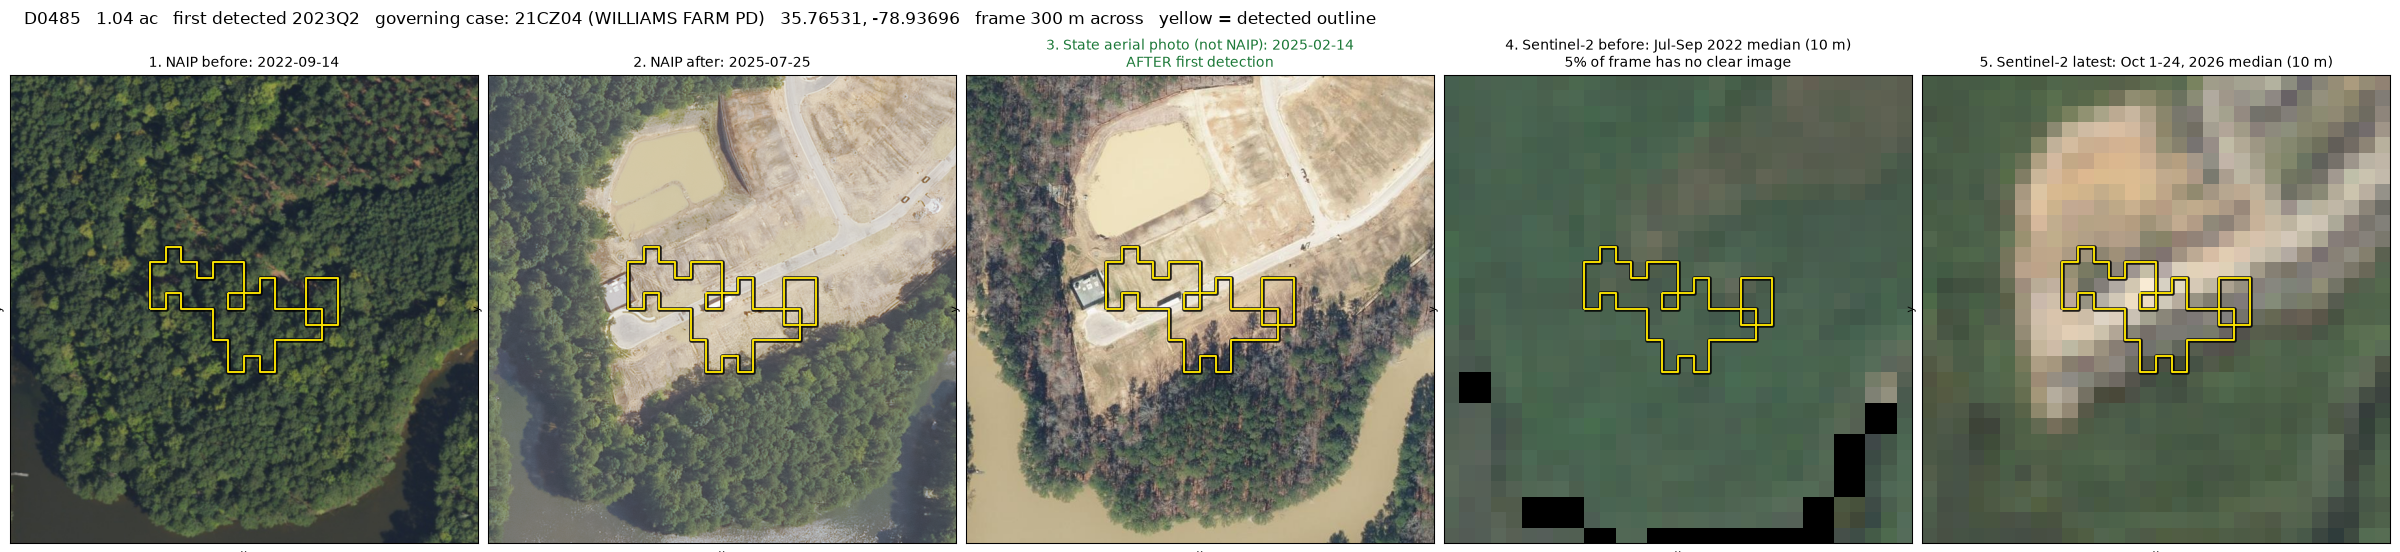 D0485   1.04 ac   first detected 2023Q2   governing case: 21CZ04 (WILLIAMS FARM PD)   35.76531, -78.93696   frame 300 m across   yellow = detected outline
1. NAIP before: 2022-09-14
2. NAIP after: 2025-07-25
3. State aerial photo (not NAIP): 2025-02-14
AFTER first detection
4. Sentinel-2 before: Jul-Sep 2022 median (10 m)
5% of frame has no clear image
5. Sentinel-2 latest: Oct 1-24, 2026 median (10 m)